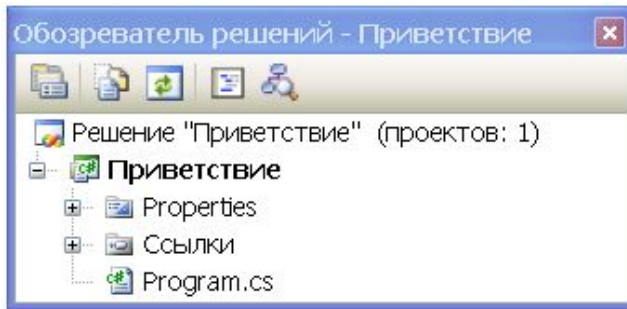 Обозреватель решений - Приветствие
Решение "Приветствие" (проектов: 1)
Приветствие
Properties
Ссылки
Program.cs